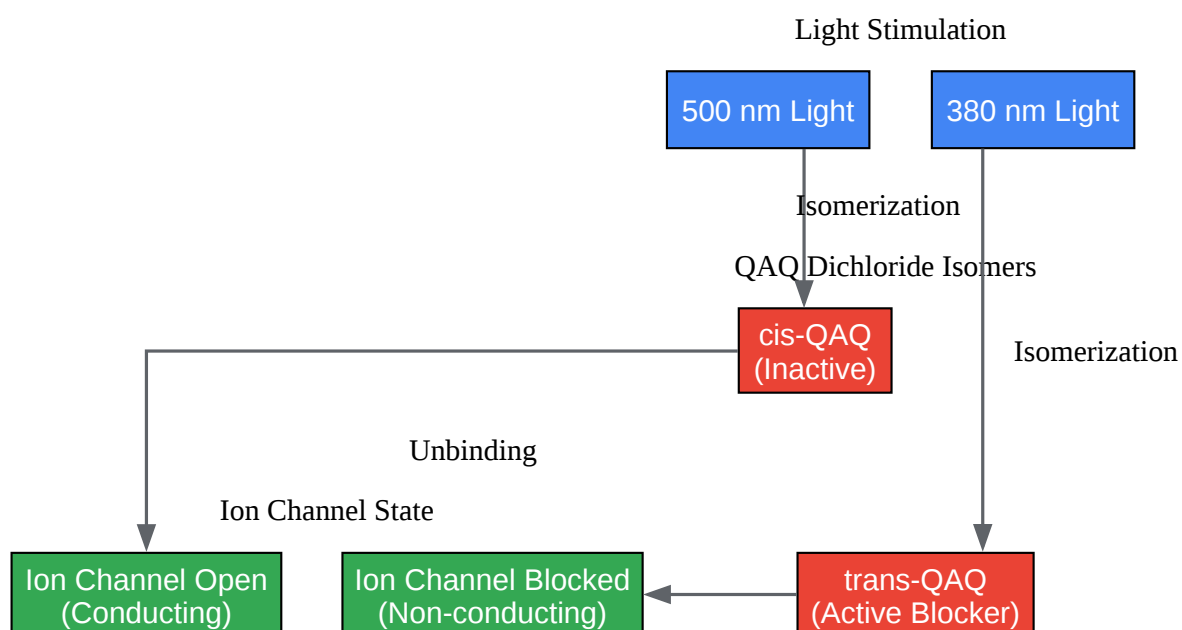 Light Stimulation
500 nm Light
380 nm Light
Isomerization
QAQ Dichloride Isomers
cis-QAQ
(Inactive)
Isomerization
Unbinding
Ion Channel State
Ion Channel Open
(Conducting)
Ion Channel Blocked
(Non-conducting)
trans-QAQ
(Active Blocker)